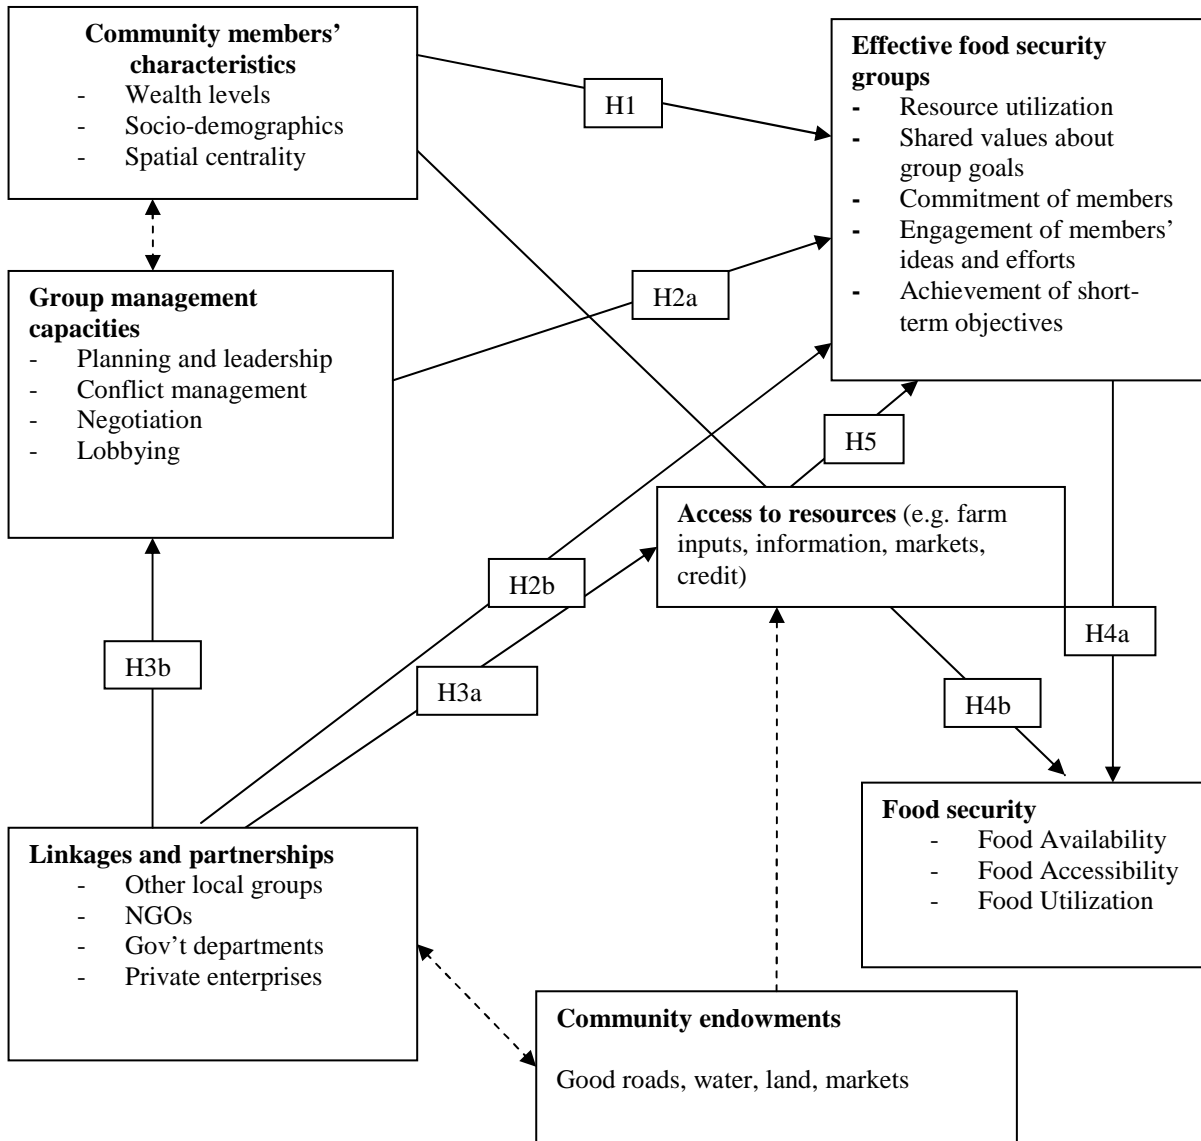 Community members’
characteristics
- Wealth levels
- Socio-demographics
- Spatial centrality
H1
Effective food security
groups
- Resource utilization
- Shared values about
group goals
- Commitment of members
- Engagement of members’
ideas and efforts
- Achievement of short-
term objectives
Group management
capacities
- Planning and leadership
- Conflict management
- Negotiation
- Lobbying
H2a
H5
Access to resources (e.g. farm
inputs, information, markets,
credit)
H2b
H3b
H3a
H4a
H4b
Linkages and partnerships
- Other local groups
- NGOs
- Gov’t departments
- Private enterprises
Food security
- Food Availability
- Food Accessibility
- Food Utilization
Community endowments
Good roads, water, land, markets